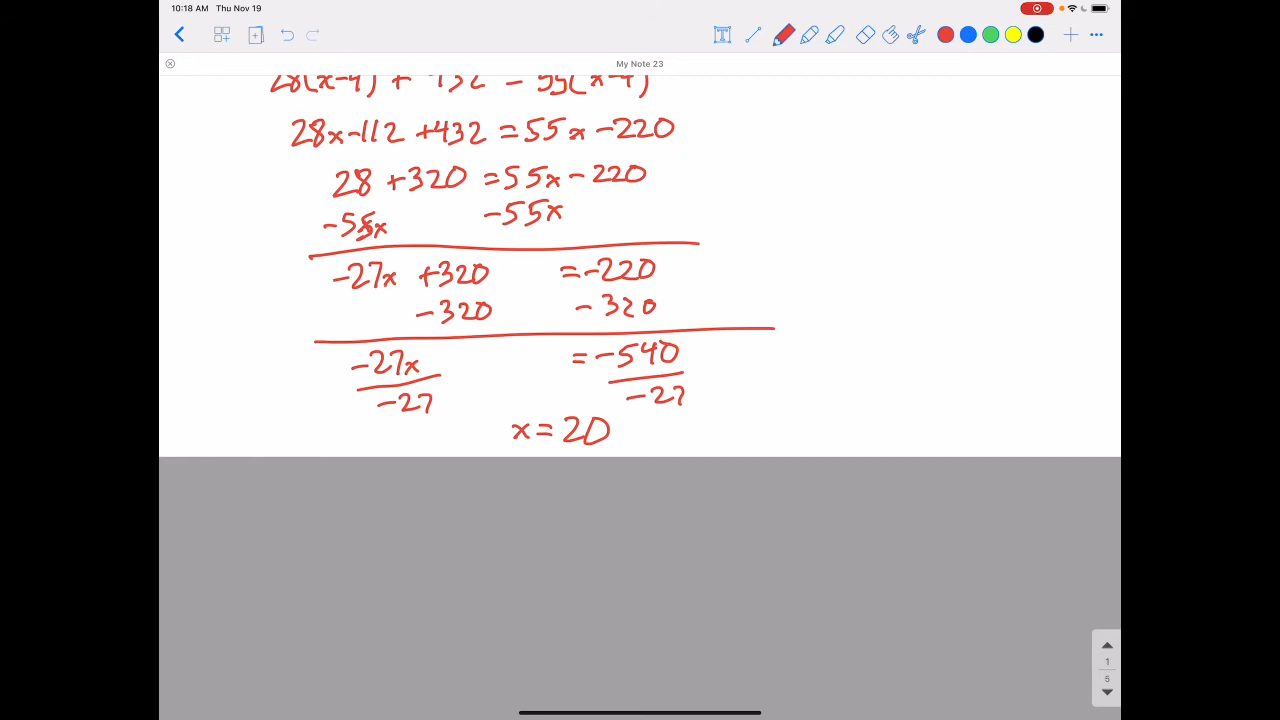 10:18 AM Thu Nov 19
My Note 23
28x-112 +432 =55x-220
28 +320 =55x-220
-55x -55x
-27x +320 =-220
-320 -320
-27x =-540
-27 -27
x=20
1
5